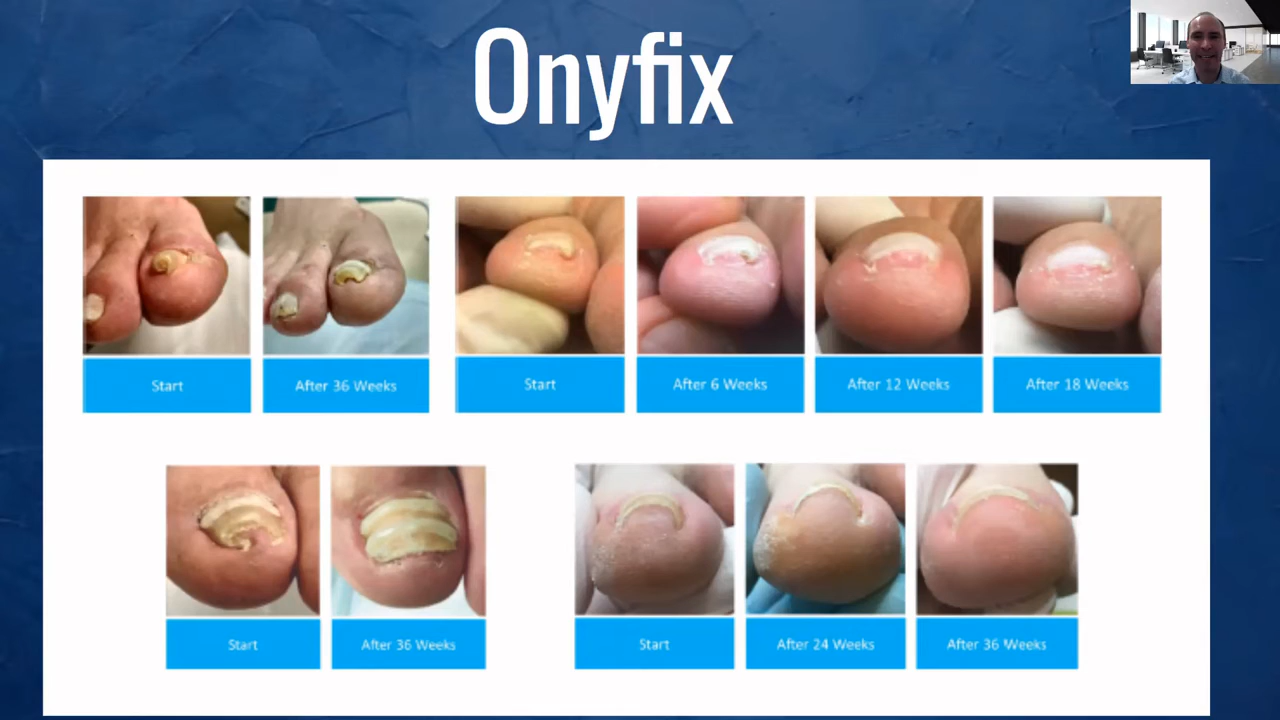 Onyfix
Start
After 36 Weeks
Start
After 6 Weeks
After 12 Weeks
After 18 Weeks
Start
After 36 Weeks
Start
After 24 Weeks
After 36 Weeks